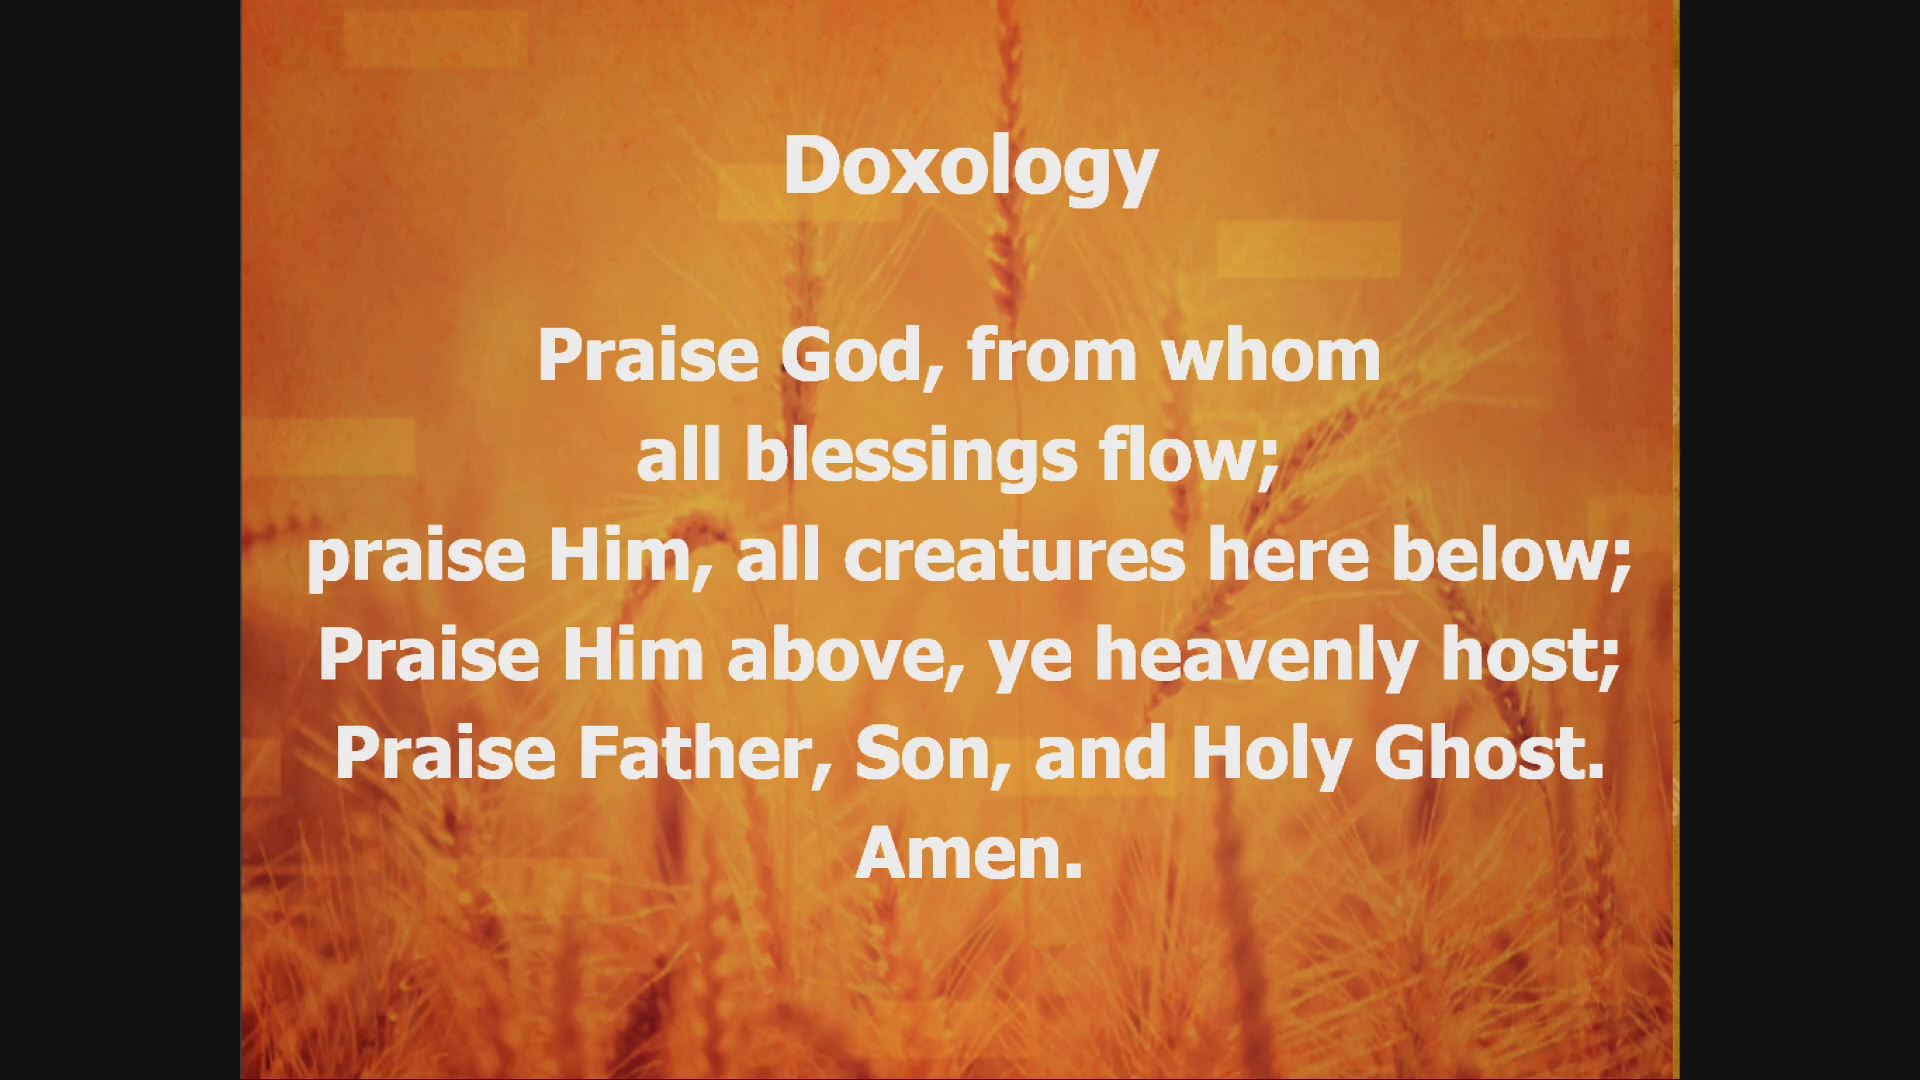 Doxology
Praise God, from whom
all blessings flow;
praise Him, all creatures here below;
Praise Him above, ye heavenly host;
Praise Father, Son, and Holy Ghost.
Amen.